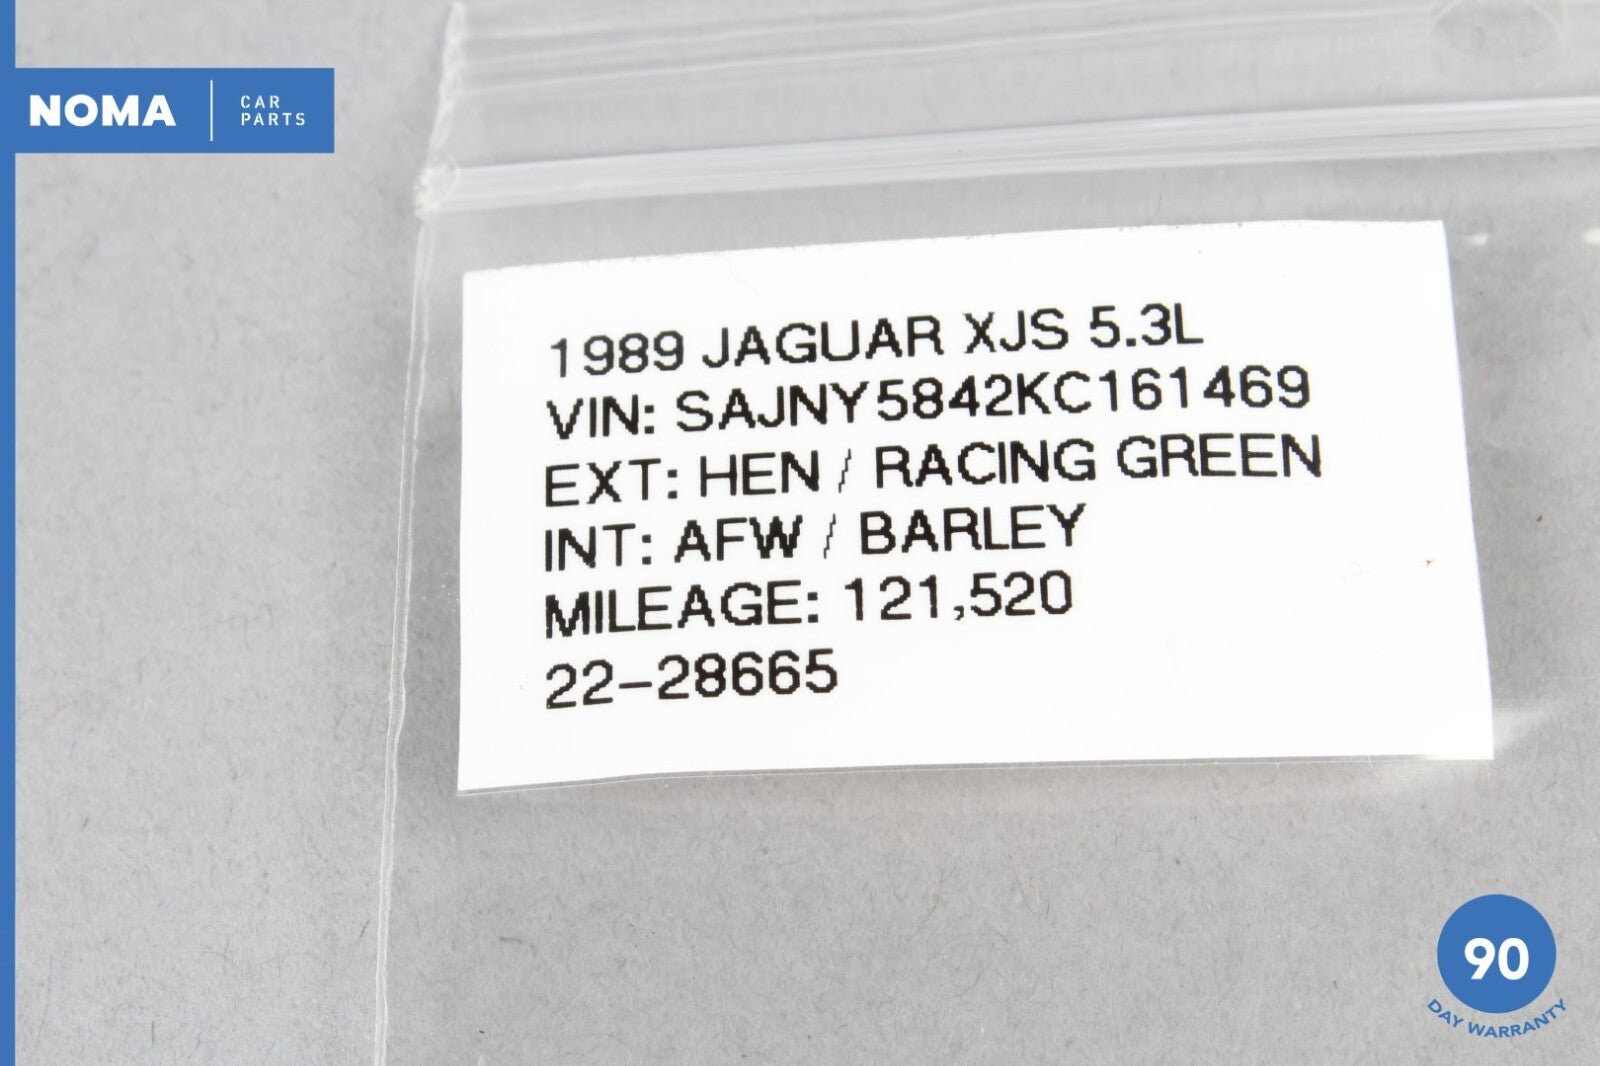 NOMA
CAR
PARTS
1989 JAGUAR XJS 5.3L
VIN: SAJNY5842KC161469
EXT: HEN / RACING GREEN
INT: AFW / BARLEY
MILEAGE: 121,520
22-28665
90
DAY WARRANTY